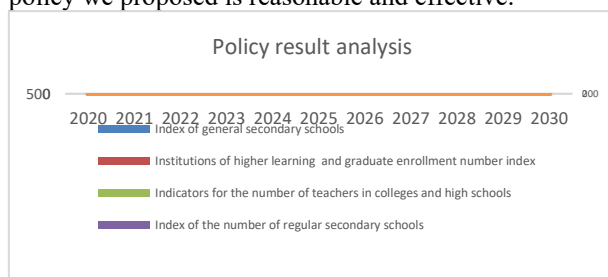 policy we proposed is reasonable and effective.
Policy result analysis
500
2020 2021 2022 2023 2024 2025 2026 2027 2028 2029 2030
Index of general secondary schools
Institutions of higher learning and graduate enrollment number index
Indicators for the number of teachers in colleges and high schools
Index of the number of regular secondary schools